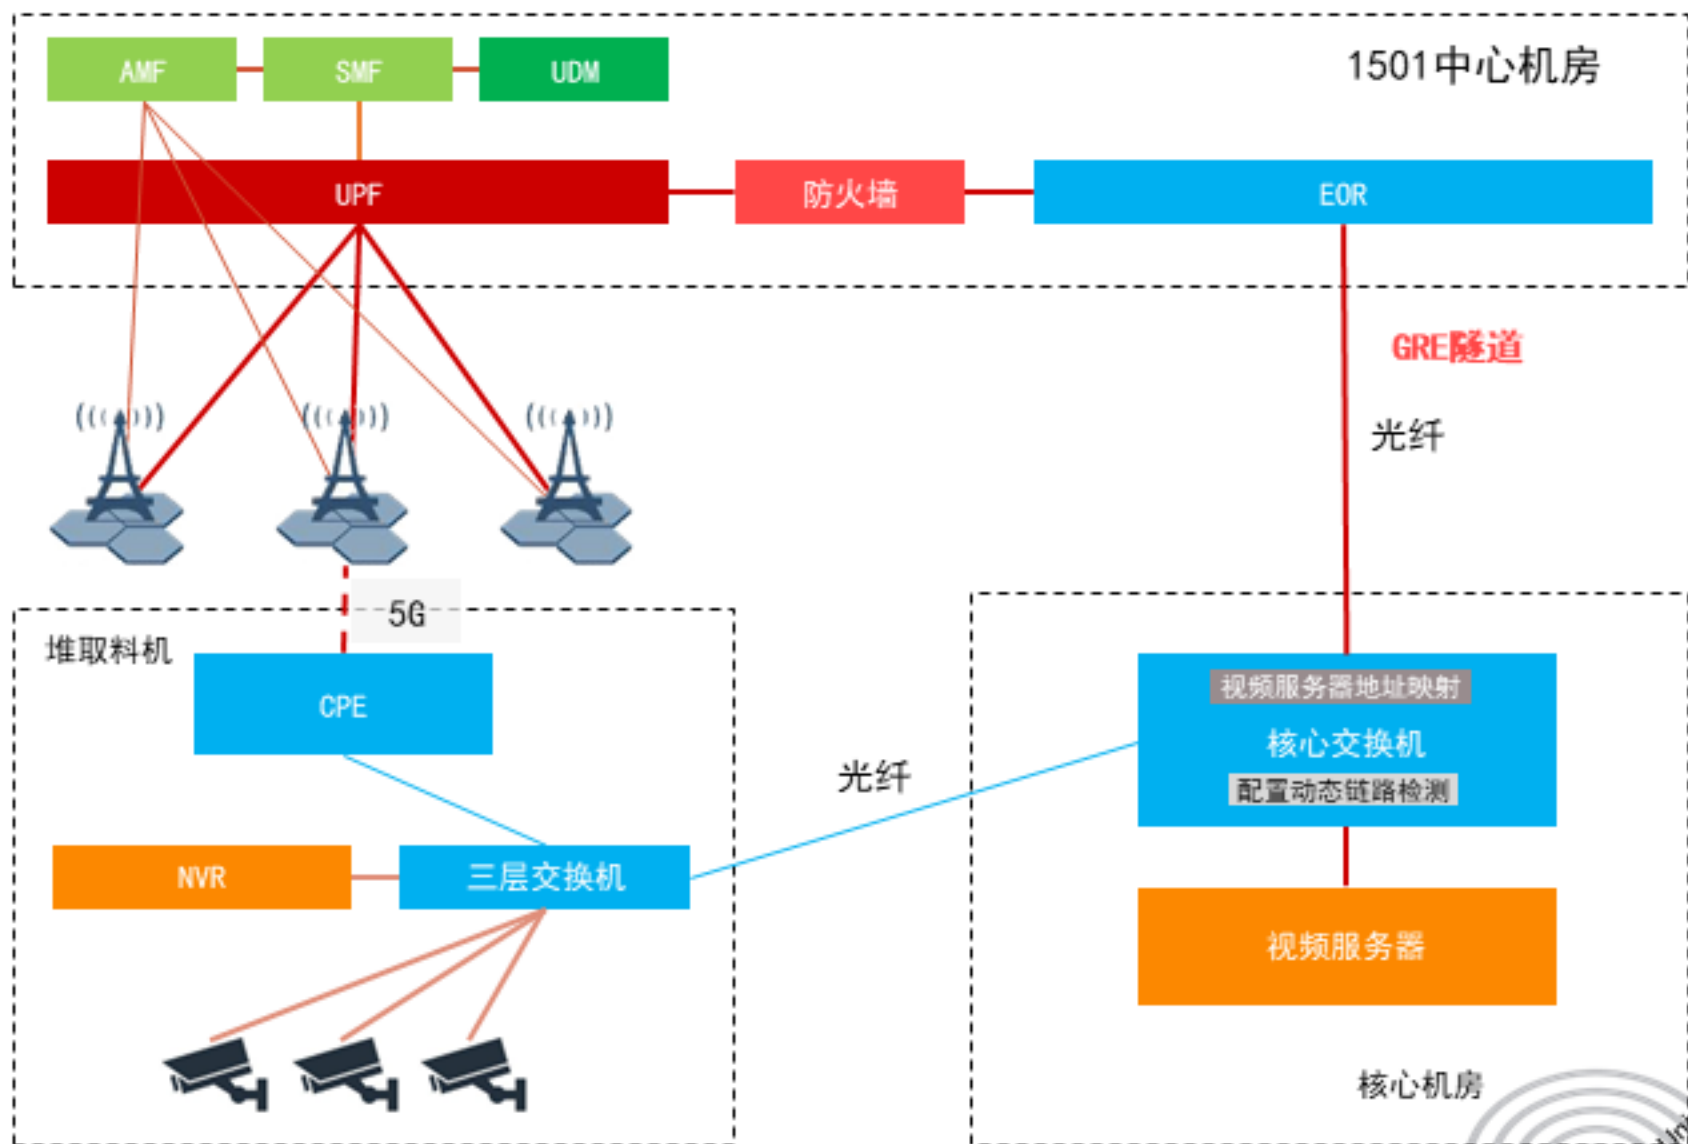 AMF
SMF
UDM
1501中心机房
UPF
防火墙
EOR
GRE隧道
光纤
5G
堆取料机
CPE
视频服务器地址映射
核心交换机
配置动态链路检测
光纤
NVR
三层交换机
视频服务器
核心机房